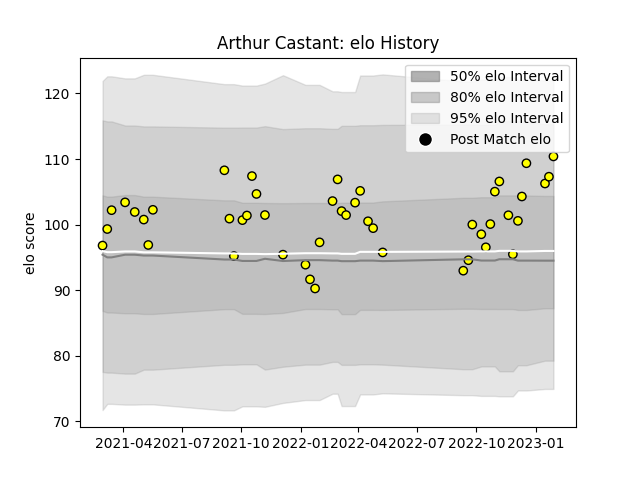 Arthur Castant: elo History
50% elo Interval
80% elo Interval
95% elo Interval
Post Match elo
elo score
120
110
100
90
80
70
2021-04 2021-07 2021-10 2022-01 2022-04 2022-07 2022-10 2023-01